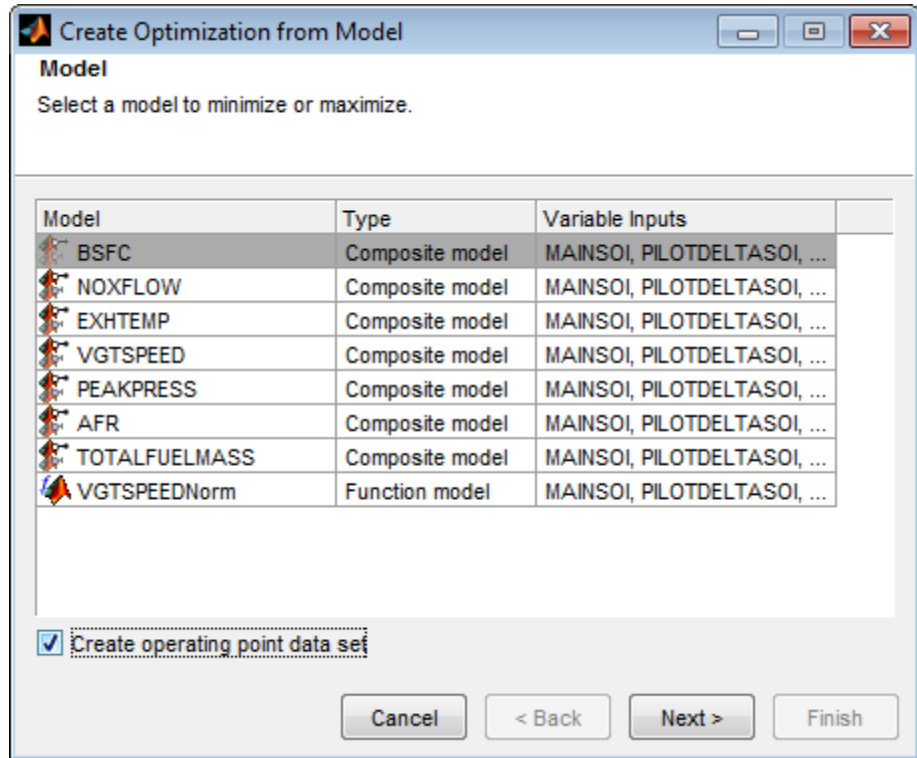 Create Optimization from Model
Model
Select a model to minimize or maximize.
Model Type Variable Inputs
BSFC Composite model MAINSOI, PILOTDELTASOI, ...
NOXFLOW Composite model MAINSOI, PILOTDELTASOI, ...
EXHTEMP Composite model MAINSOI, PILOTDELTASOI, ...
VGTSPEED Composite model MAINSOI, PILOTDELTASOI, ...
PEAKPRESS Composite model MAINSOI, PILOTDELTASOI, ...
AFR Composite model MAINSOI, PILOTDELTASOI, ...
TOTALFUELMASS Composite model MAINSOI, PILOTDELTASOI, ...
VGTSPEEDNorm Function model MAINSOI, PILOTDELTASOI, ...
Create operating point data set
Cancel < Back Next > Finish